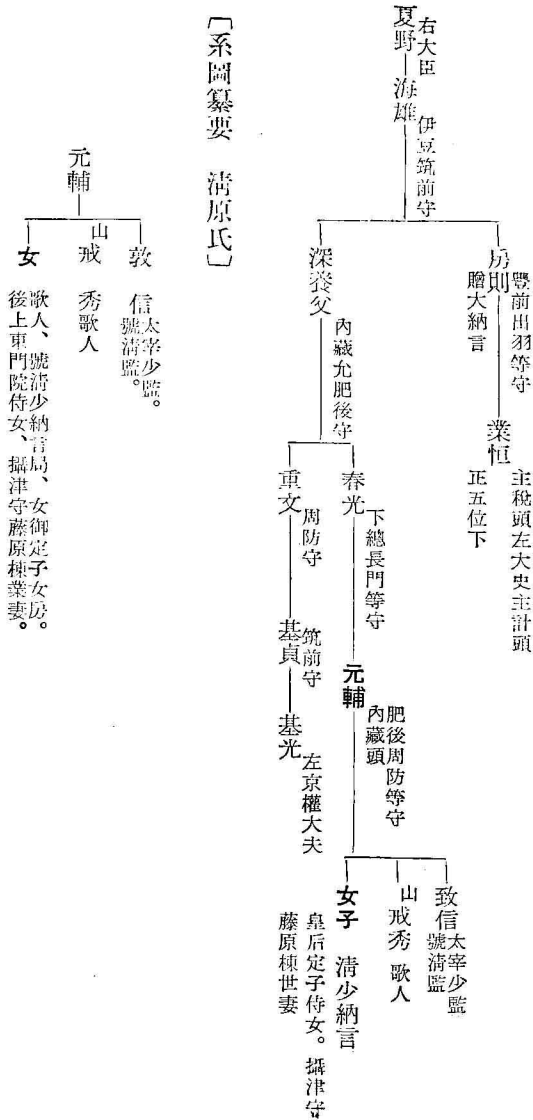 右大臣
夏野
伊豆筑前守
海雄
豐前出羽等守
房則
贈大納言
主稅頭左大史主計頭
業恒
正五位下
深養父
內藏允肥後守
下總長門等守
春光
肥後周防等守
元輔
內藏頭
致信
太宰少監
號淸監
山
戒秀 歌人
女子 淸少納言
皇后定子侍女。攝津守
藤原棟世妻
周防守
重文
筑前守
基貞
基光
左京權大夫
〔系圖纂要 淸原氏〕
元輔
敦信
太宰少監。
號淸監。
山
戒 秀歌人
女
歌人、號淸少納言局、女御定子女房。
後上東門院侍女、攝津守藤原棟業妻。